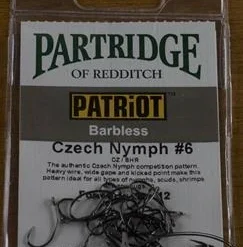 PARTRIDGE
OF REDDITCH
PATRIOT
Barbless
Czech Nymph #6
CZ / BHR
The authentic Czech Nymph competition pattern.
Heavy wire, wide gape and kicked point make this
pattern ideal for all types of nymphs, scuds, shrimps